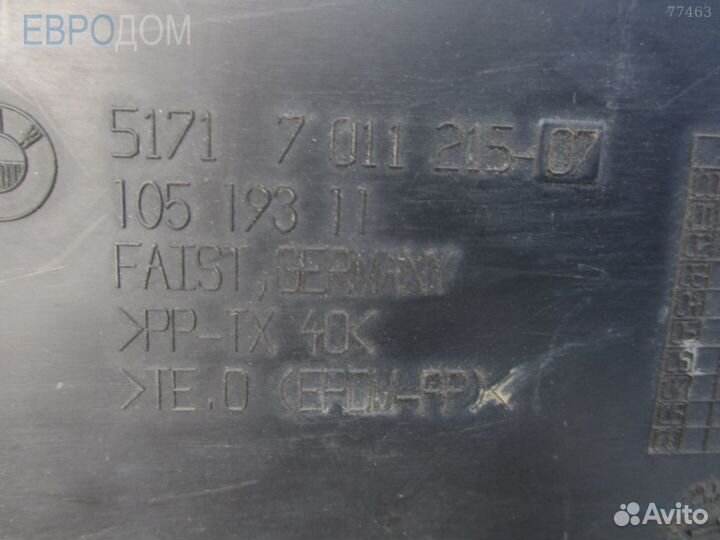 ЕВРОДОМ
77463
5171 7 011 215-07
105 193 11
FAIST, GERMANY
>PP-TX 40<
>TE.O (EPDM-PP)<
Avito